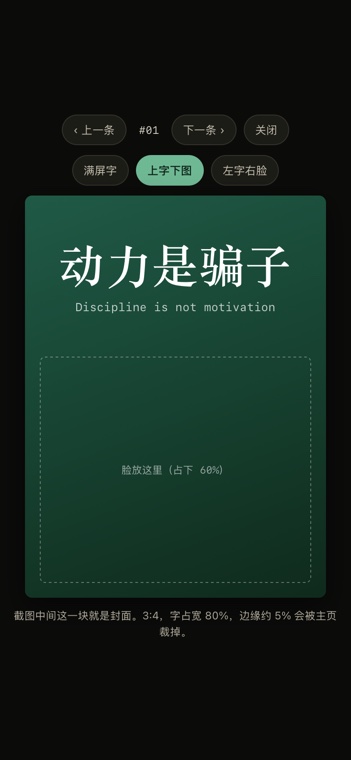 ‹ 上一条 #01 下一条 › 关闭
满屏字 上字下图 左字右脸
动力是骗子
Discipline is not motivation
脸放这里（占下 60%）
截图中间这一块就是封面。3:4，字占宽 80%，边缘约 5% 会被主页
裁掉。